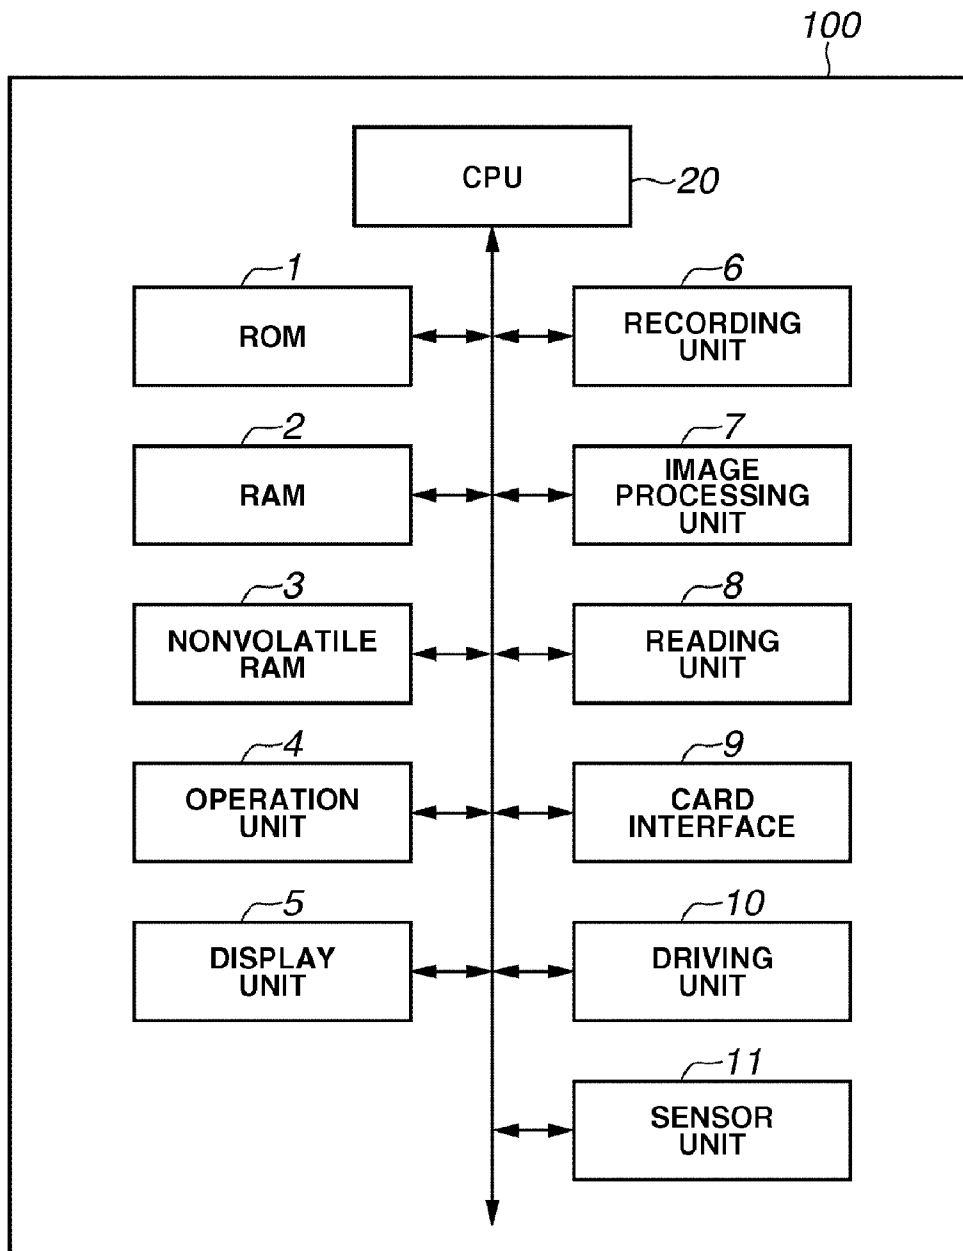 100
CPU
20
1
ROM
6
RECORDING
UNIT
2
RAM
7
IMAGE
PROCESSING
UNIT
3
NONVOLATILE
RAM
8
READING
UNIT
4
OPERATION
UNIT
9
CARD
INTERFACE
5
DISPLAY
UNIT
10
DRIVING
UNIT
11
SENSOR
UNIT